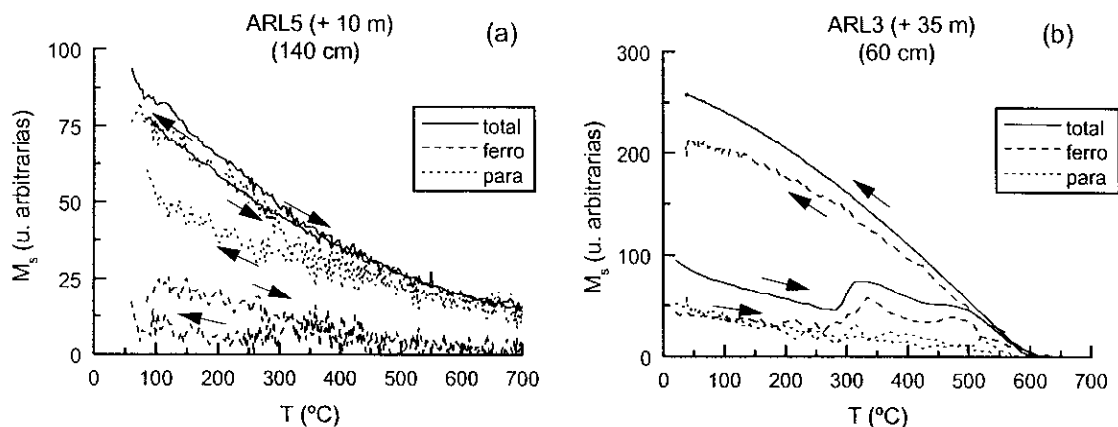 ARL5 (+ 10 m)
(140 cm)
(a)
100
75
50
25
0
Ms (u. arbitrarias)
total
ferro
para
0 100 200 300 400 500 600 700
T (ºC)
ARL3 (+ 35 m)
(60 cm)
(b)
300
200
100
0
Ms (u. arbitrarias)
total
ferro
para
0 100 200 300 400 500 600 700
T (ºC)